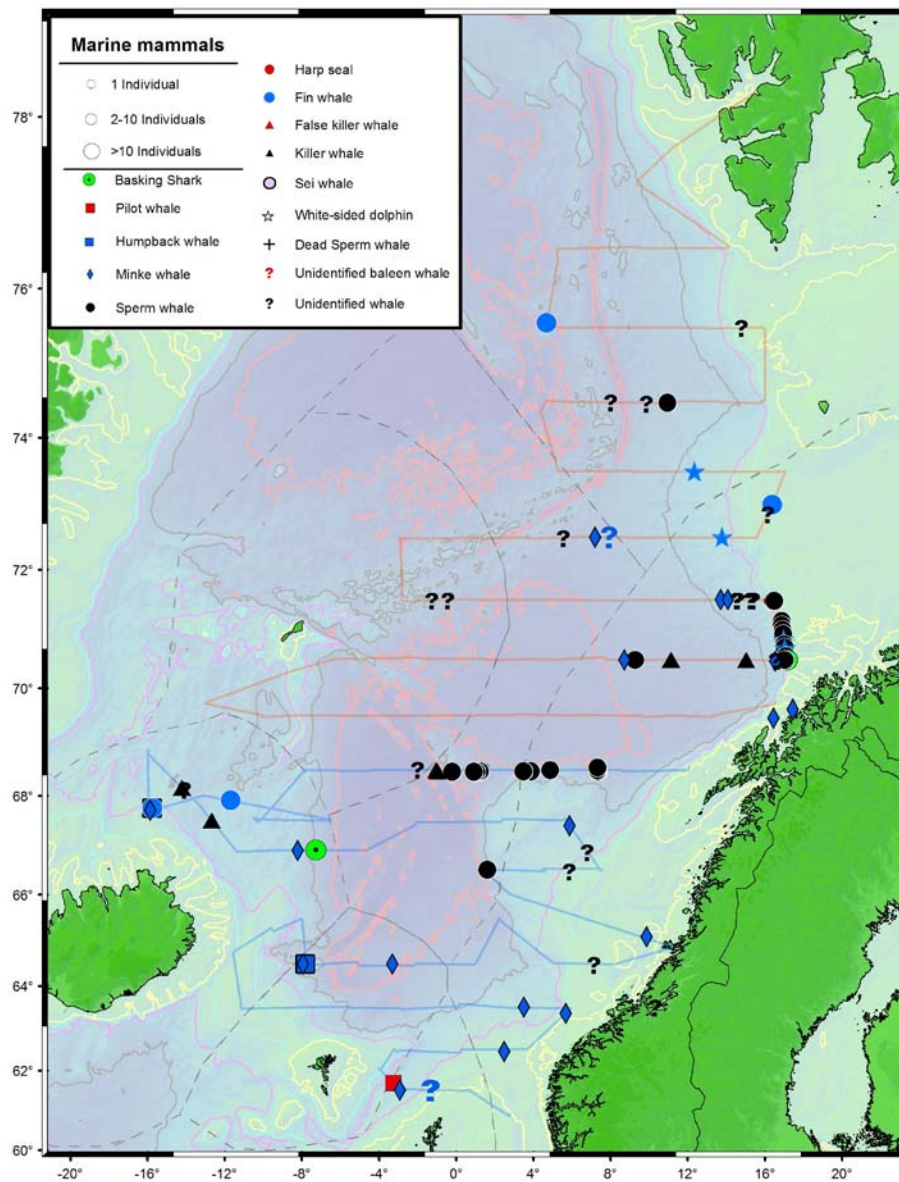 Marine mammals
1 Individual
2-10 Individuals
>10 Individuals
Basking Shark
Pilot whale
Humpback whale
Minke whale
Sperm whale
Harp seal
Fin whale
False killer whale
Killer whale
Sei whale
White-sided dolphin
Dead Sperm whale
? Unidentified baleen whale
? Unidentified whale
78°
76°
74°
72°
70°
68°
66°
64°
62°
60°
-20° -16° -12° -8° -4° 0° 4° 8° 12° 16° 20°